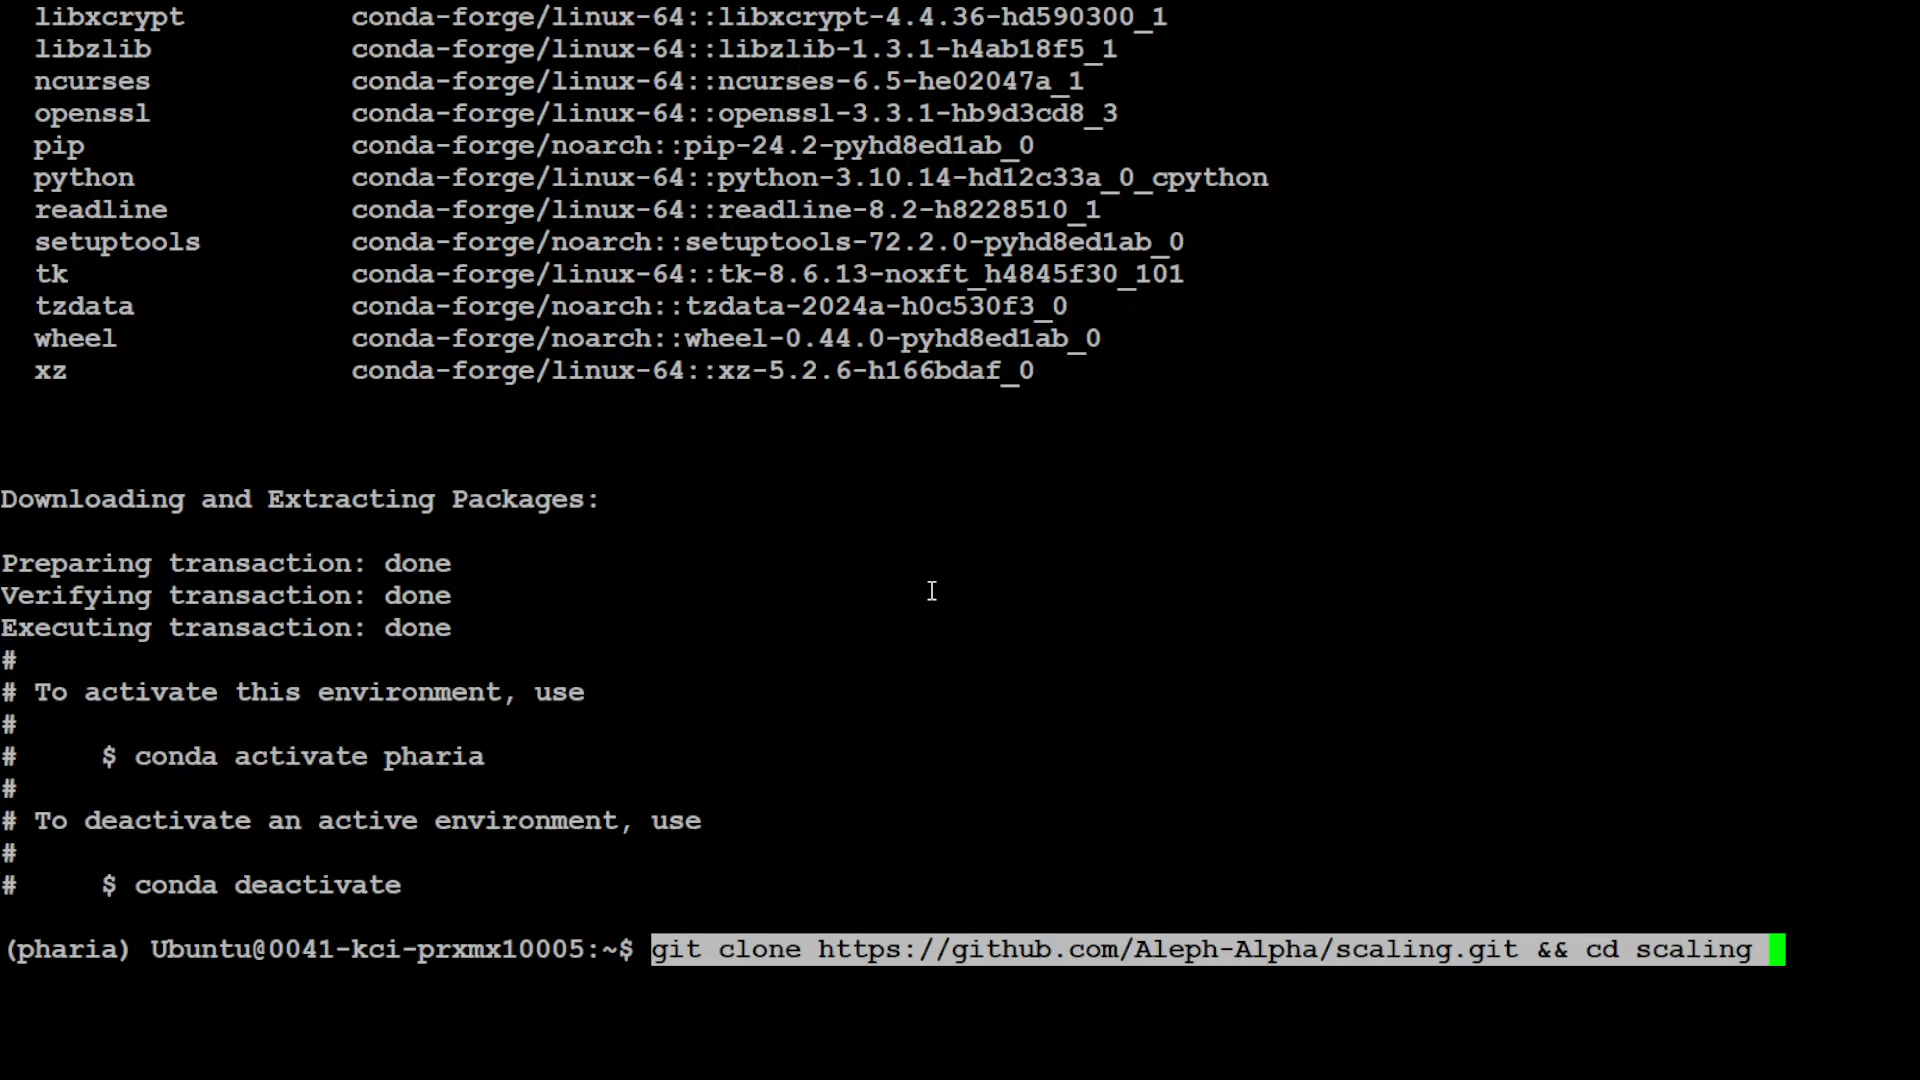 libxcrypt conda-forge/linux-64::libxcrypt-4.4.36-hd590300_1
libzlib conda-forge/linux-64::libzlib-1.3.1-h4ab18f5_1
ncurses conda-forge/linux-64::ncurses-6.5-he02047a_1
openssl conda-forge/linux-64::openssl-3.3.1-hb9d3cd8_3
pip conda-forge/noarch::pip-24.2-pyhd8ed1ab_0
python conda-forge/linux-64::python-3.10.14-hd12c33a_0_cpython
readline conda-forge/linux-64::readline-8.2-h8228510_1
setuptools conda-forge/noarch::setuptools-72.2.0-pyhd8ed1ab_0
tk conda-forge/linux-64::tk-8.6.13-noxft_h4845f30_101
tzdata conda-forge/noarch::tzdata-2024a-h0c530f3_0
wheel conda-forge/noarch::wheel-0.44.0-pyhd8ed1ab_0
xz conda-forge/linux-64::xz-5.2.6-h166bdaf_0
Downloading and Extracting Packages:
Preparing transaction: done
Verifying transaction: done
Executing transaction: done
#
# To activate this environment, use
#
# $ conda activate pharia
#
# To deactivate an active environment, use
#
# $ conda deactivate
(pharia) Ubuntu@0041-kci-prxmx10005:~$ git clone https://github.com/Aleph-Alpha/scaling.git && cd scaling